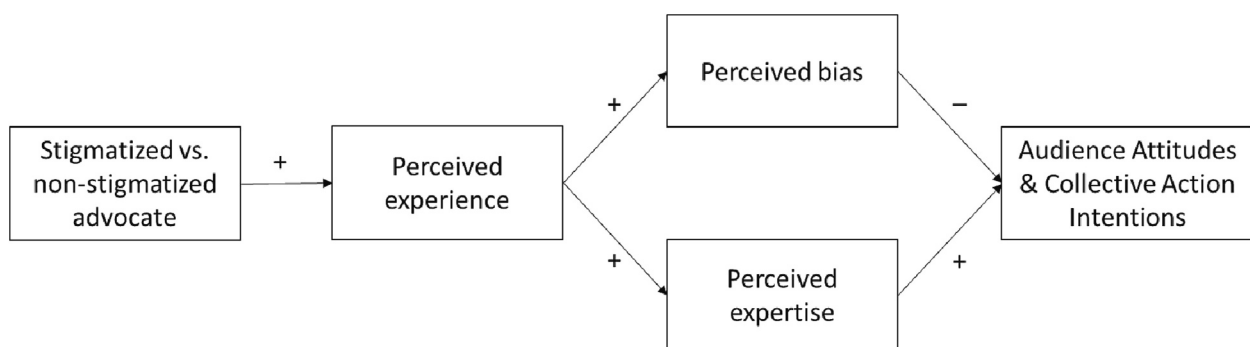 Stigmatized vs.
non-stigmatized
advocate
+
Perceived
experience
+
+
Perceived bias
Perceived
expertise
–
+
Audience Attitudes
& Collective Action
Intentions